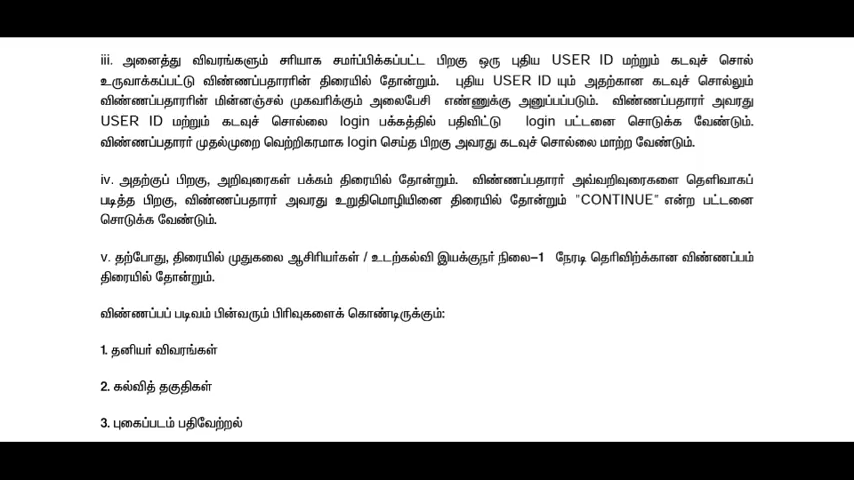 iii. அனைத்து விவரங்களும் சரியாக சமர்ப்பிக்கப்பட்ட பிறகு ஒரு புதிய USER ID மற்றும் கடவுச் சொல்
உருவாக்கபட்டு விண்ணப்பதாரரின் திரையில் தோன்றும். புதிய USER ID யும் அதற்கான கடவுச் சொல்லும்
விண்ணப்பதாரரின் மின்னஞ்சல் முகவரிக்கும் அலைபேசி எண்ணுக்கு அனுப்பப்படும். விண்ணப்பதாரர் அவரது
USER ID மற்றும் கடவுச் சொல்லை login பக்கத்தில் பதிவிட்டு login பட்டனை சொடுக்க வேண்டும்.
விண்ணப்பதாரர் முதல்முறை வெற்றிகரமாக login செய்த பிறகு அவரது கடவுச் சொல்லை மாற்ற வேண்டும்.
iv. அதற்குப் பிறகு, அறிவுரைகள் பக்கம் திரையில் தோன்றும். விண்ணப்பதாரர் அவ்வறிவுரைகளை தெளிவாகப்
படித்த பிறகு, விண்ணப்பதாரர் அவரது உறுதிமொழியினை திரையில் தோன்றும் "CONTINUE" என்ற பட்டனை
சொடுக்க வேண்டும்.
v. தற்போது, திரையில் முதுகலை ஆசிரியர்கள் / உடற்கல்வி இயக்குநர் நிலை–1 நேரடி தெரிவிற்க்கான விண்ணப்பம்
திரையில் தோன்றும்.
விண்ணப்பப் படிவம் பின்வரும் பிரிவுகளைக் கொண்டிருக்கும்:
1. தனியர் விவரங்கள்
2. கல்வித் தகுதிகள்
3. புகைப்படம் பதிவேற்றல்